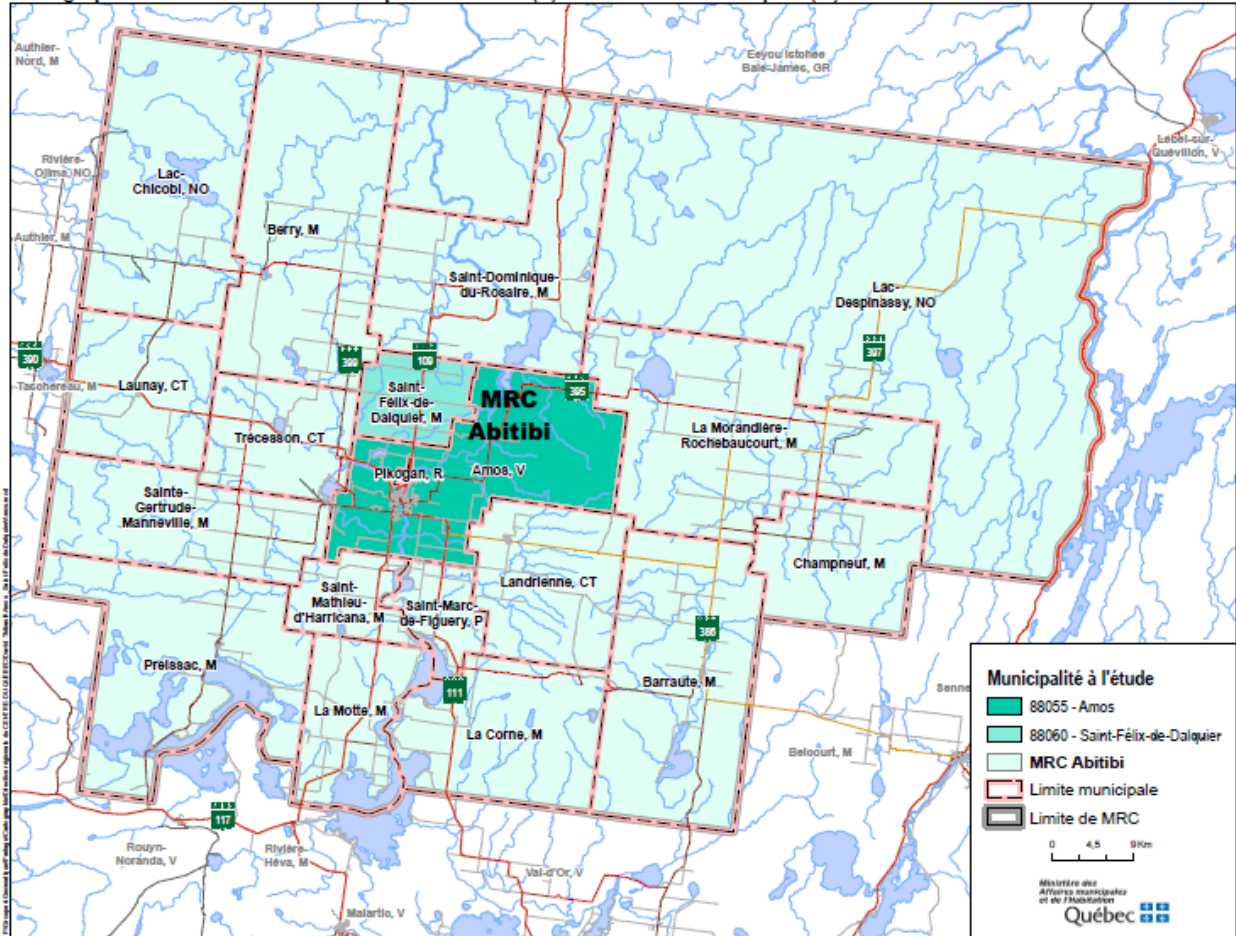 Authier-
Nord, M
Eeyou Istchee
Baie-James, GR
Lebel-sur-
Quévillon, V
Rivière-
Ojima, NO
Lac-
Chicobi, NO
Berry, M
Authier, M
Saint-Dominique-
du-Rosaire, M
Lac-
Despinassy, NO
390
399
109
397
395
Taschereau, M
Launay, CT
Saint-
Félix-de-
Dalquier, M
MRC
Abitibi
La Morandière-
Rochebaucourt, M
Trécesson, CT
Pikogan, R
Amos, V
Sainte-
Gertrude-
Manneville, M
Champneuf, M
Landrienne, CT
Saint-
Mathieu-
d'Harricana, M
Saint-Marc-
de-Figuery, P
386
Preissac, M
Barraute, M
111
La Motte, M
La Corne, M
Senne
Belcourt, M
117
Rouyn-
Noranda, V
Rivière-
Héva, M
Val-d'Or, V
Malartic, V
Municipalité à l'étude
88055 - Amos
88060 - Saint-Félix-de-Dalquier
MRC Abitibi
Limite municipale
Limite de MRC
0 4,5 9 Km
Ministère des
Affaires municipales
et de l'Habitation
Québec